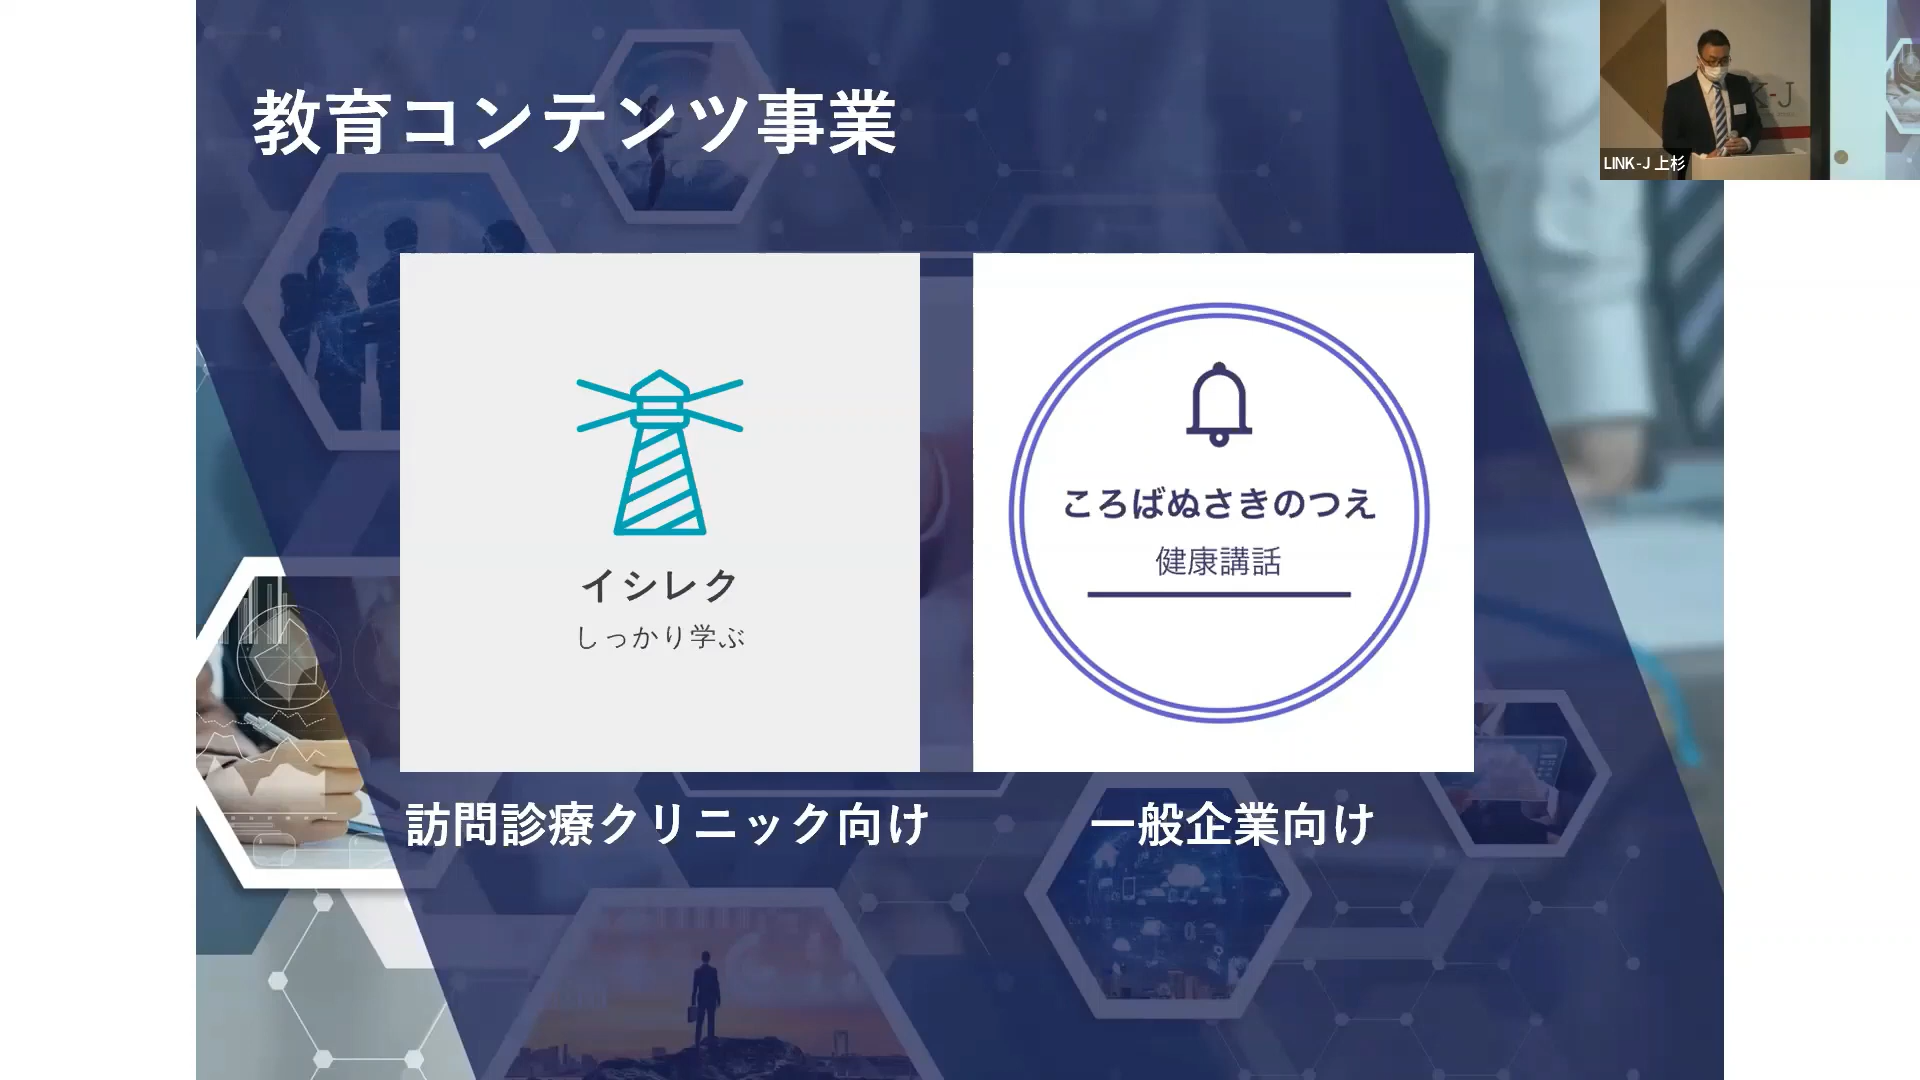 教育コンテンツ事業
K-J
LINK-J 上杉
イシレク
しっかり学ぶ
ころばぬさきのつえ
健康講話
訪問診療クリニック向け
一般企業向け